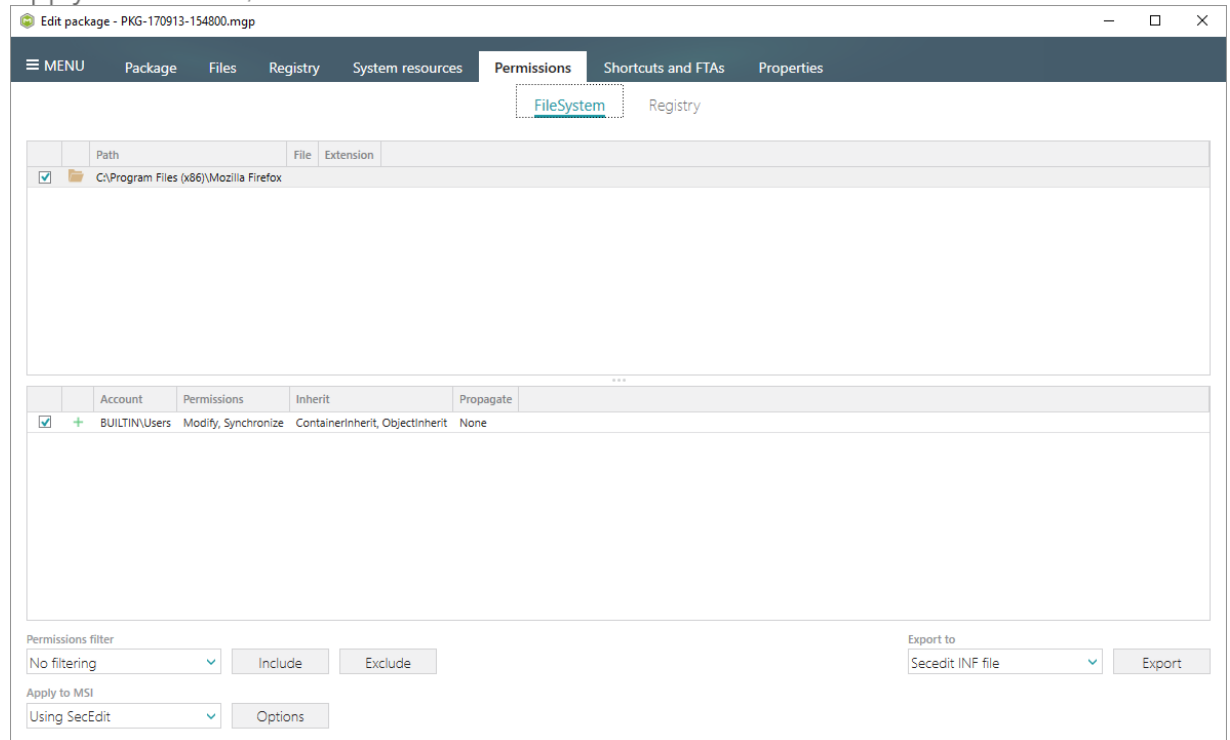 Edit package - PKG-170913-154800.mgp
MENU Package Files Registry System resources Permissions Shortcuts and FTAs Properties
FileSystem Registry
Path File Extension
C:\Program Files (x86)\Mozilla Firefox
Account Permissions Inherit Propagate
BUILTIN\Users Modify, Synchronize ContainerInherit, ObjectInherit None
Permissions filter Export to
No filtering Include Exclude Secedit INF file Export
Apply to MSI
Using SecEdit Options